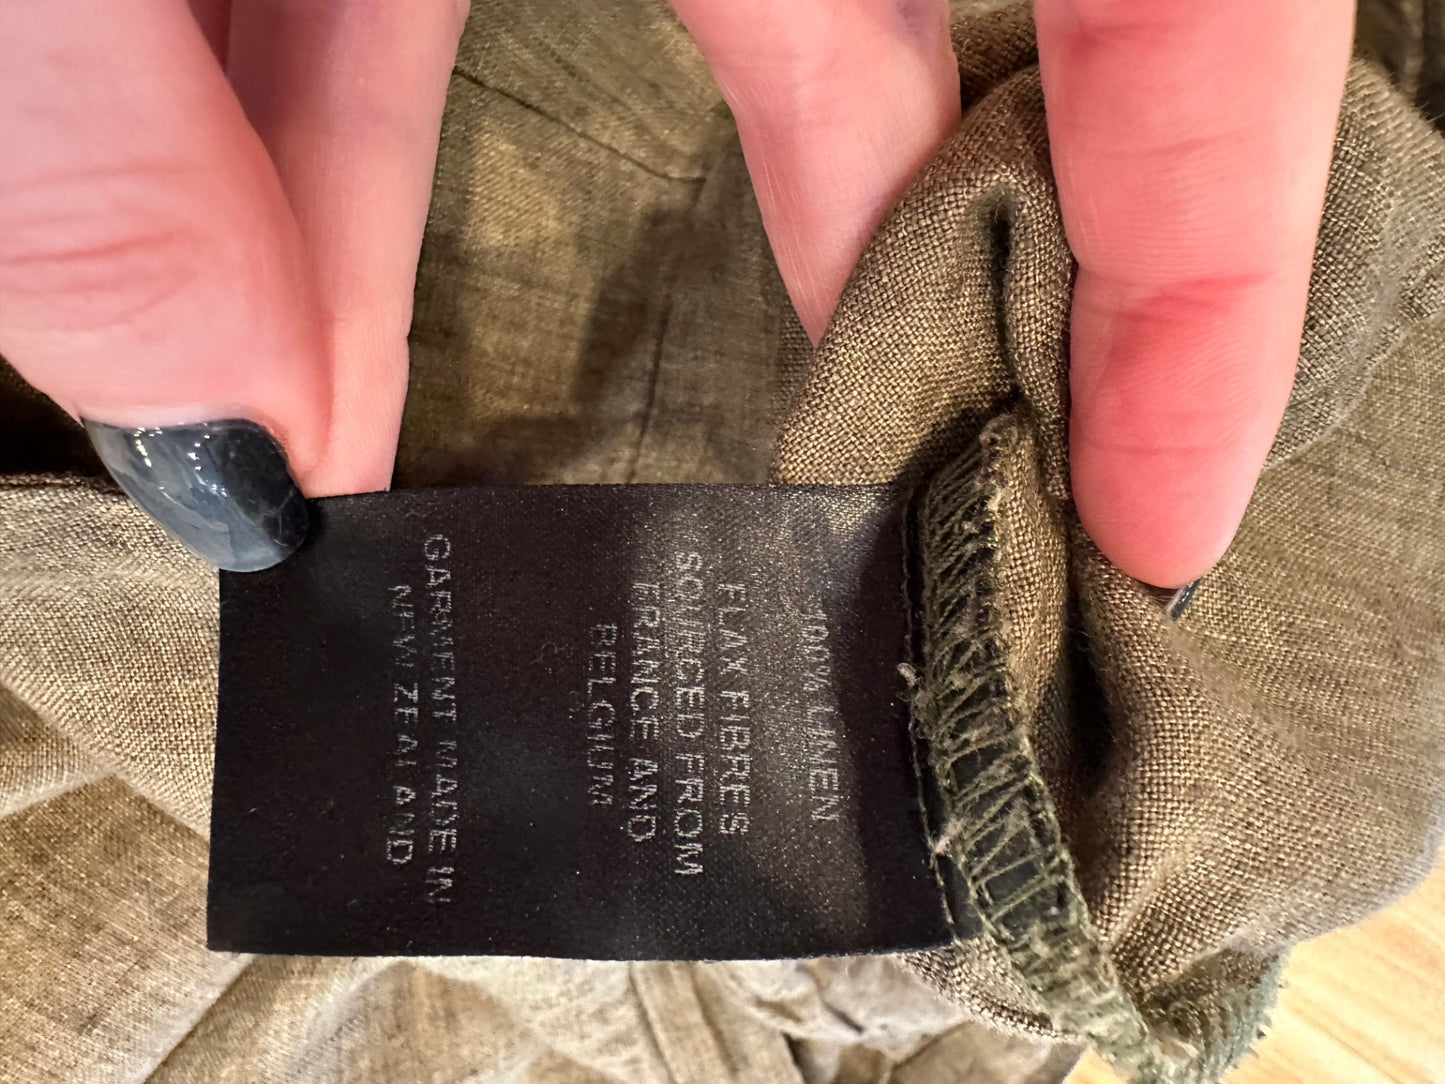 100% LINEN
FLAX FIBRES
SOURCED FROM
FRANCE AND
BELGIUM
GARMENT MADE IN
NEW ZEALAND